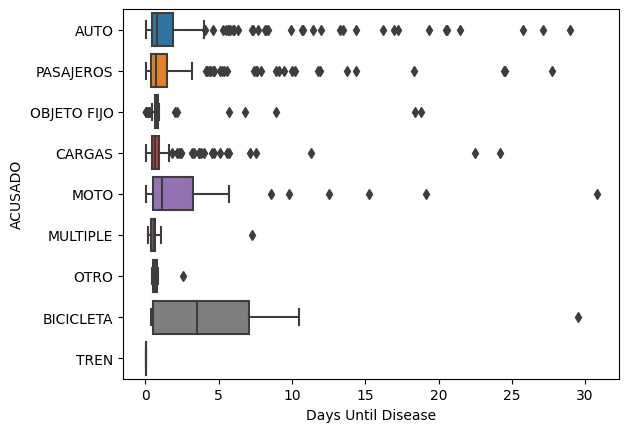 ACUSADO
AUTO
PASAJEROS
OBJETO FIJO
CARGAS
MOTO
MULTIPLE
OTRO
BICICLETA
TREN
0 5 10 15 20 25 30
Days Until Disease